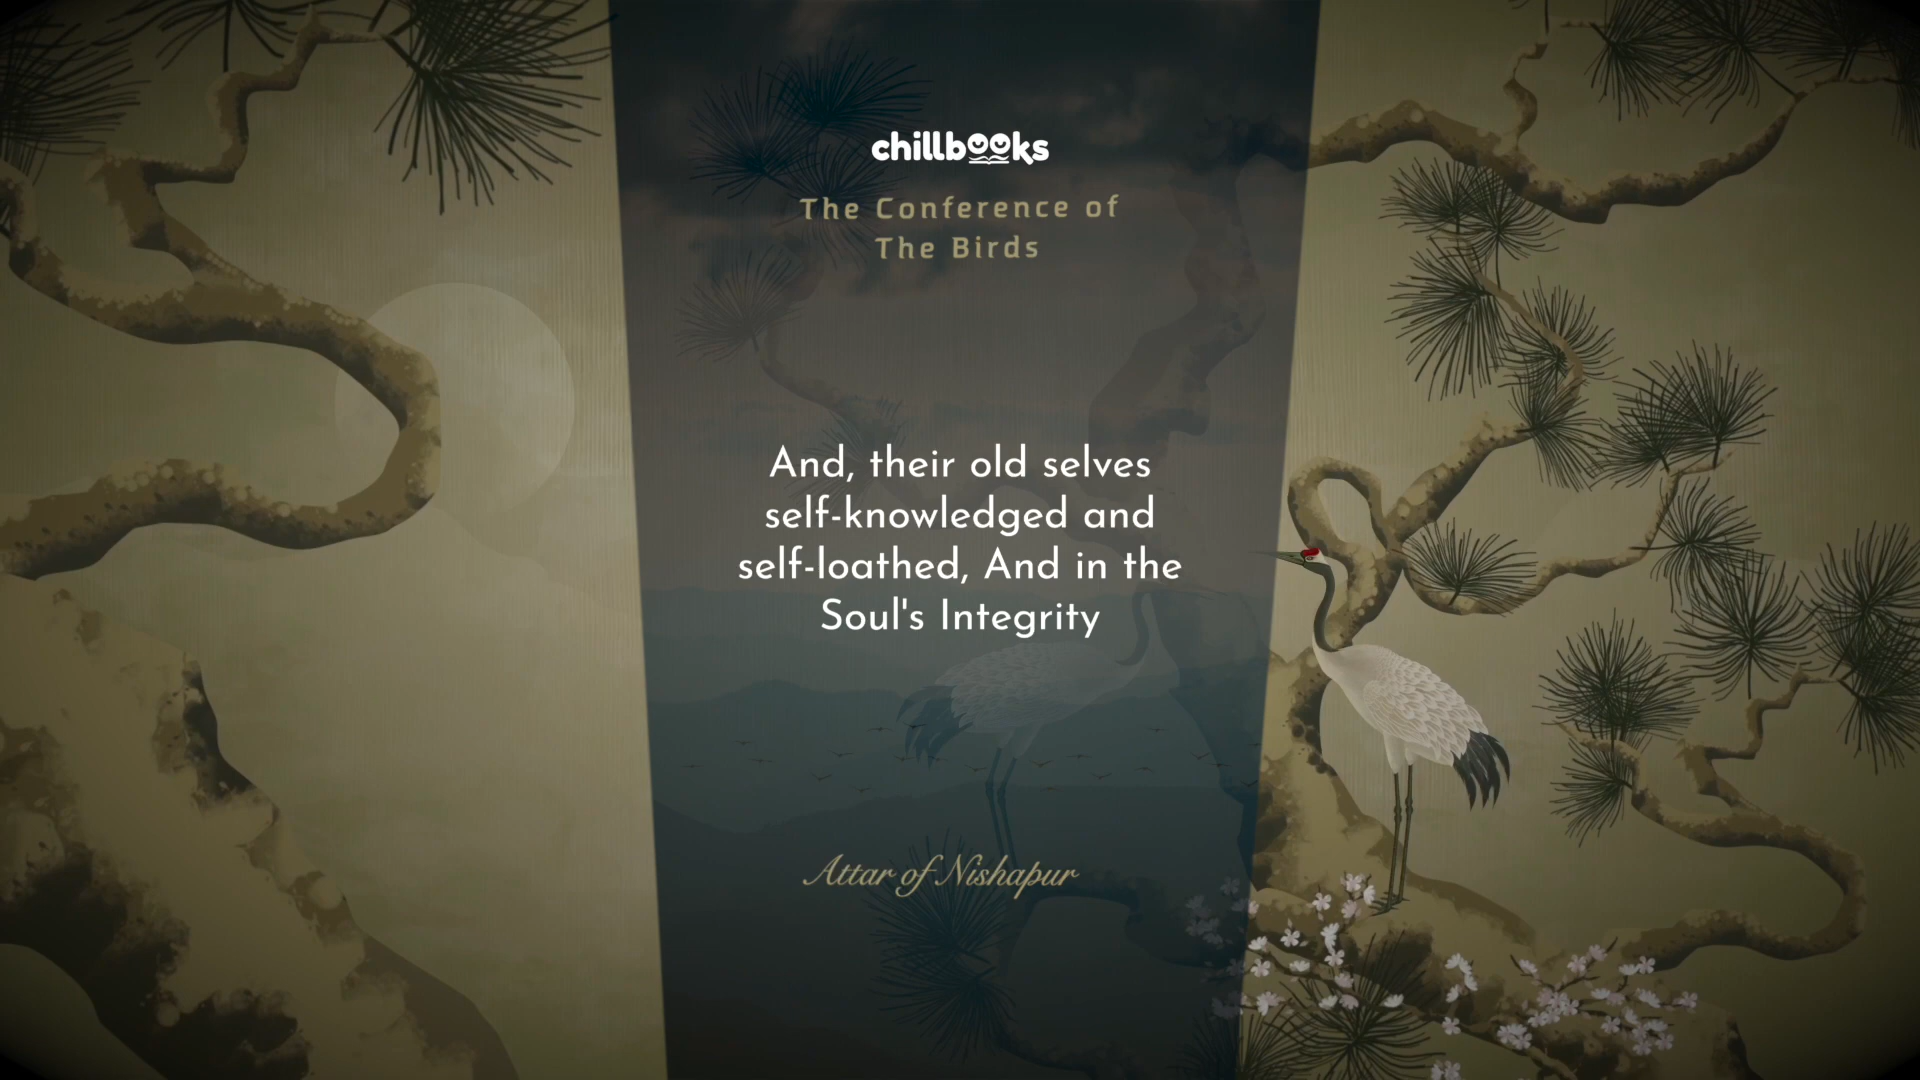 chillbooks
The Conference of
The Birds
And, their old selves
self-knowledged and
self-loathed, And in the
Soul's Integrity
Attar of Nishapur